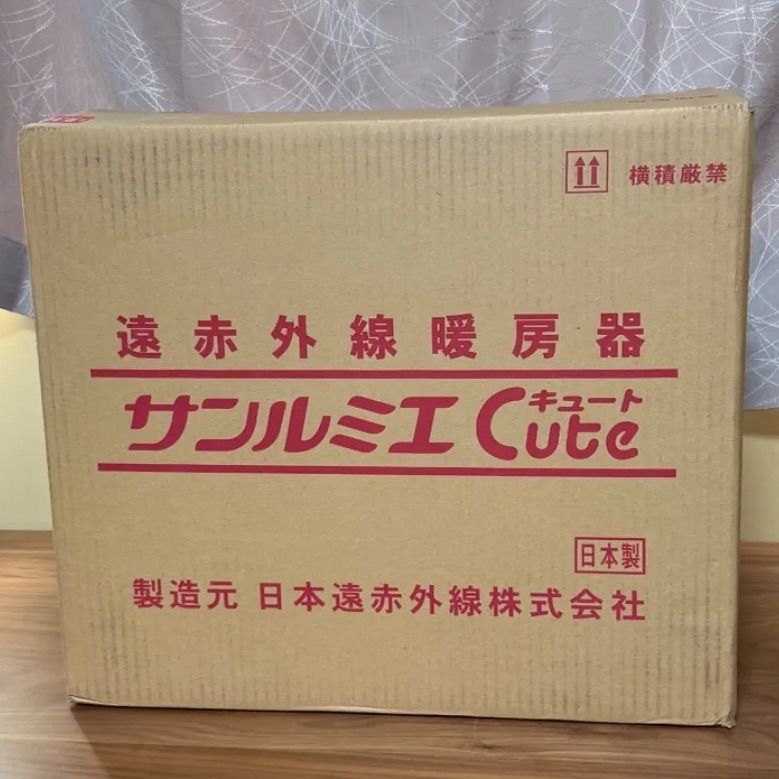 横積厳禁
遠赤外線暖房器
サンルミエ Cute
キュート
日本製
製造元 日本遠赤外線株式会社